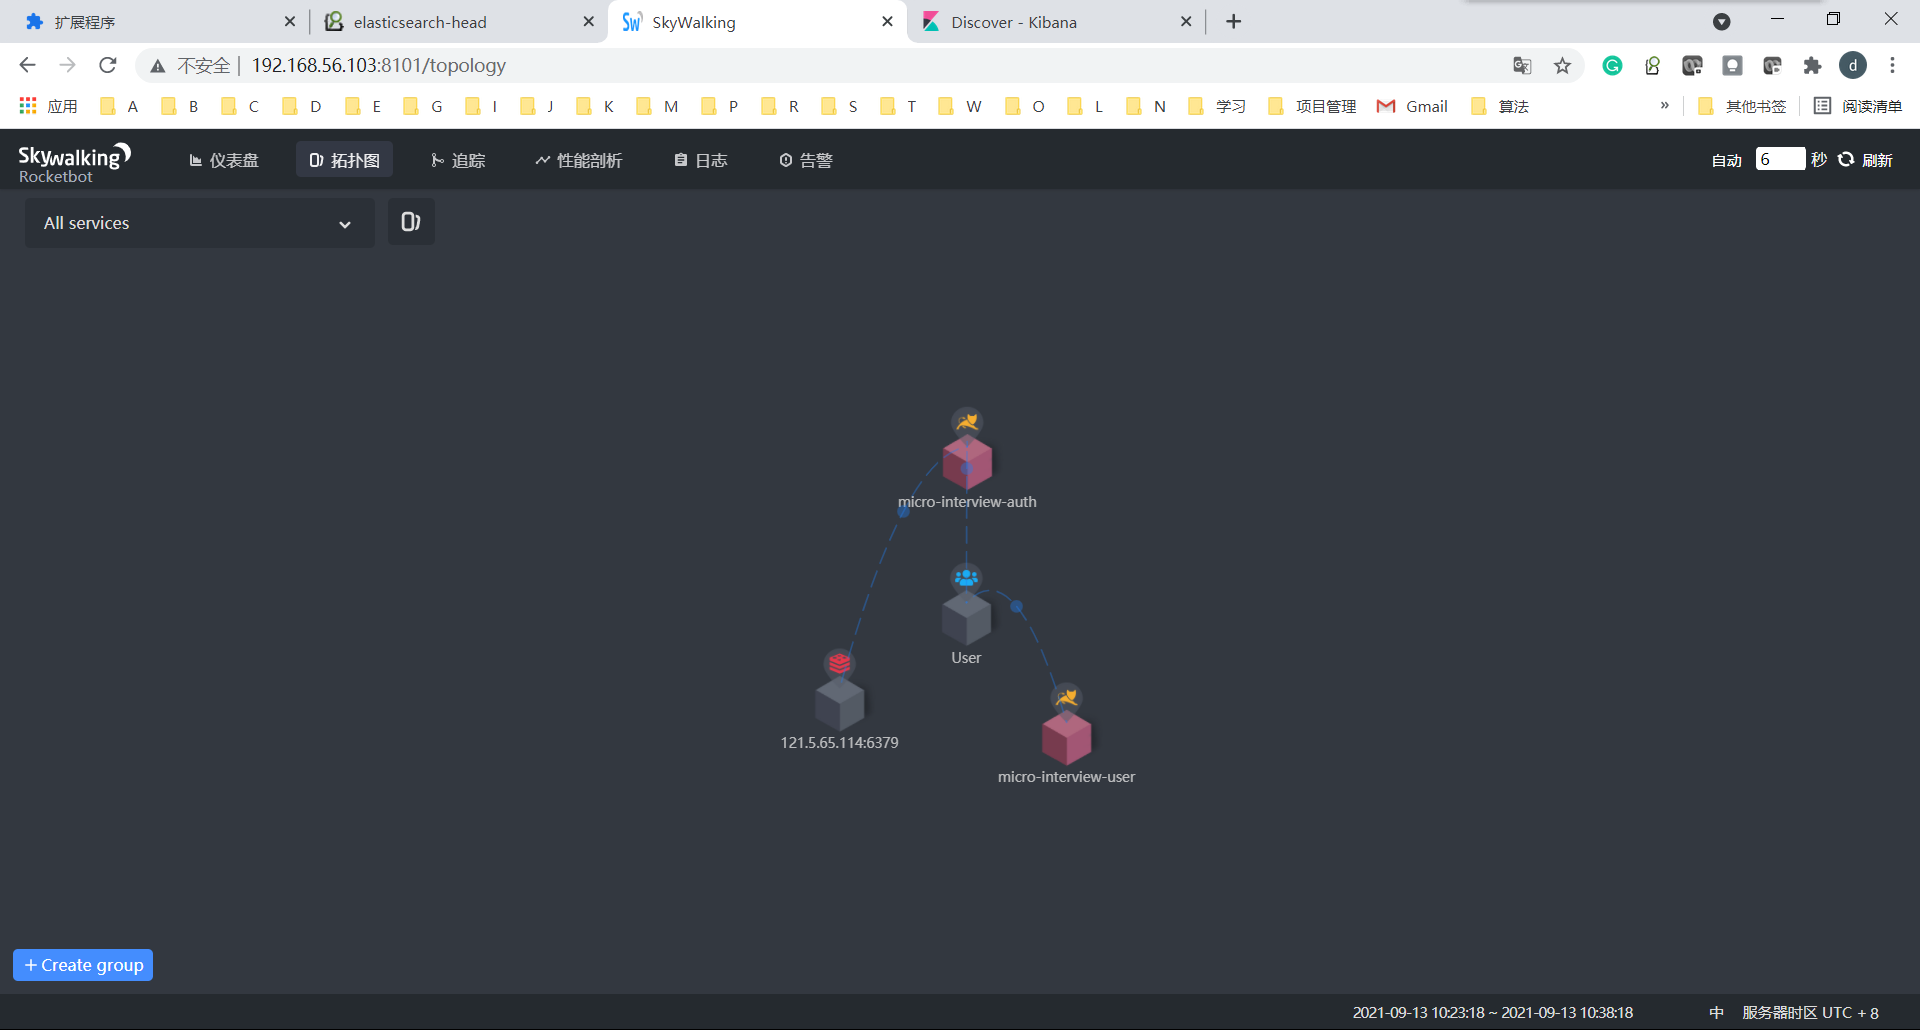 扩展程序
elasticsearch-head
SkyWalking
Discover - Kibana
不安全 | 192.168.56.103:8101/topology
应用 A B C D E G I J K M P R S T W O L N 学习 项目管理 Gmail 算法 » 其他书签 阅读清单
Skywalking
Rocketbot
仪表盘 拓扑图 追踪 性能剖析 日志 告警
自动 6 秒 刷新
All services
micro-interview-auth
User
121.5.65.114:6379
micro-interview-user
+ Create group
2021-09-13 10:23:18 ~ 2021-09-13 10:38:18 中 服务器时区 UTC + 8